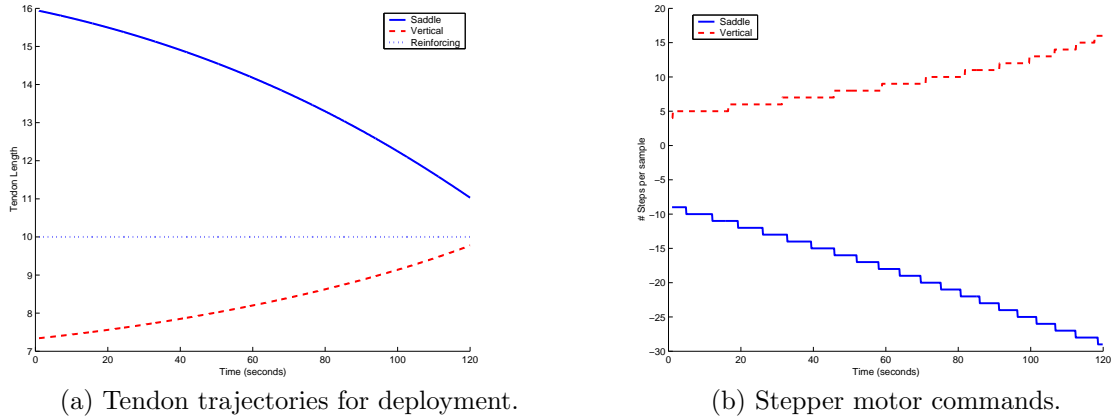 16
15
14
13
12
11
10
9
8
7
Tendon Length
0 20 40 60 80 100 120
Time (seconds)
Saddle
Vertical
Reinforcing
(a) Tendon trajectories for deployment.
20
15
10
5
0
−5
−10
−15
−20
−25
−30
# Steps per sample
0 20 40 60 80 100 120
Time (seconds)
Saddle
Vertical
(b) Stepper motor commands.